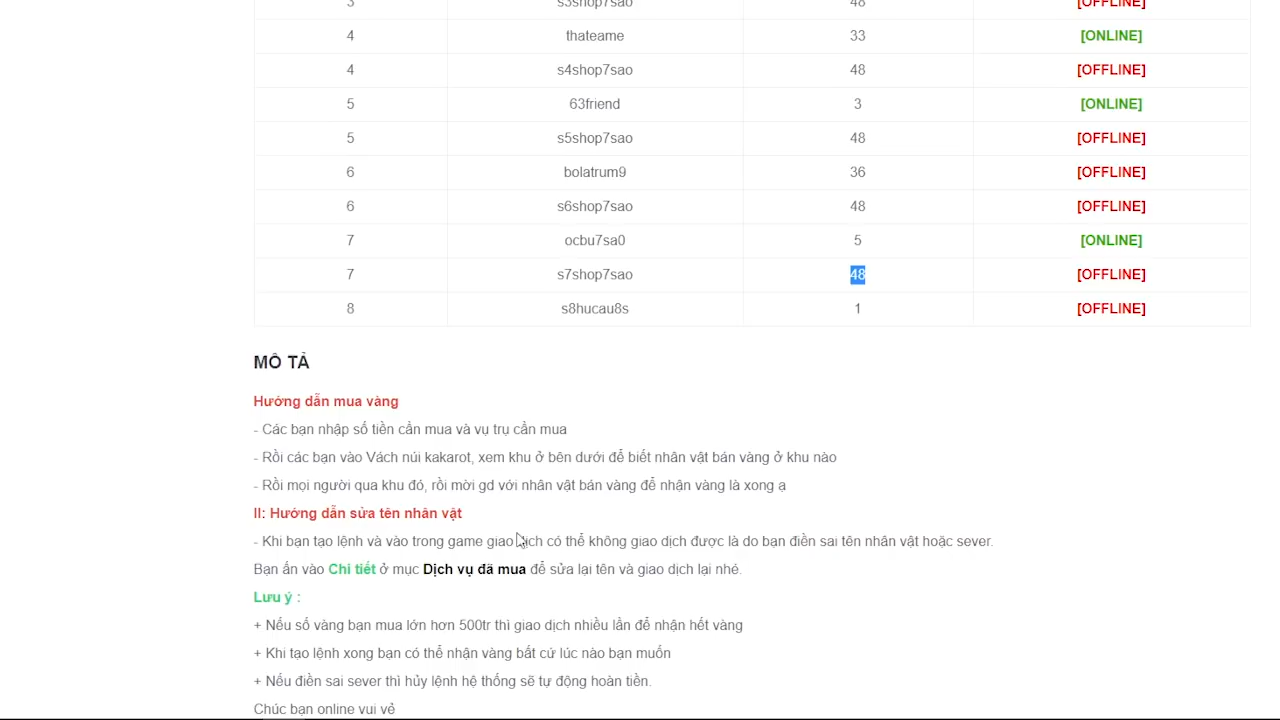 3 s3shop7sao 48 [OFFLINE]
4 thateame 33 [ONLINE]
4 s4shop7sao 48 [OFFLINE]
5 63friend 3 [ONLINE]
5 s5shop7sao 48 [OFFLINE]
6 bolatrum9 36 [OFFLINE]
6 s6shop7sao 48 [OFFLINE]
7 ocbu7sa0 5 [ONLINE]
7 s7shop7sao 48 [OFFLINE]
8 s8hucau8s 1 [OFFLINE]
MÔ TẢ
Hướng dẫn mua vàng
- Các bạn nhập số tiền cần mua và vụ trụ cần mua
- Rồi các bạn vào Vách núi kakarot, xem khu ở bên dưới để biết nhân vật bán vàng ở khu nào
- Rồi mọi người qua khu đó, rồi mời gd với nhân vật bán vàng để nhận vàng là xong ạ
II: Hướng dẫn sửa tên nhân vật
- Khi bạn tạo lệnh và vào trong game giao dịch có thể không giao dịch được là do bạn điền sai tên nhân vật hoặc sever.
Bạn ấn vào Chi tiết ở mục Dịch vụ đã mua để sửa lại tên và giao dịch lại nhé.
Lưu ý :
+ Nếu số vàng bạn mua lớn hơn 500tr thì giao dịch nhiều lần để nhận hết vàng
+ Khi tạo lệnh xong bạn có thể nhận vàng bất cứ lúc nào bạn muốn
+ Nếu điền sai sever thì hủy lệnh hệ thống sẽ tự động hoàn tiền.
Chúc bạn online vui vẻ